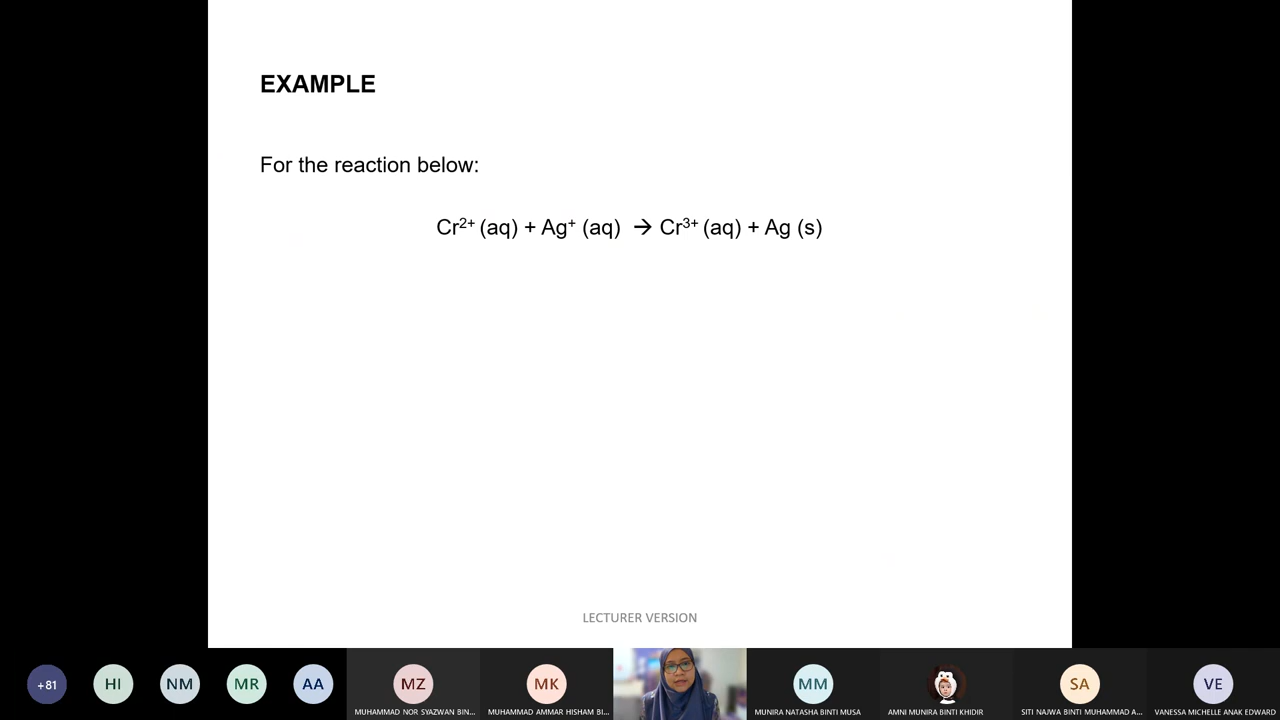 EXAMPLE
For the reaction below:
Cr²⁺ (aq) + Ag⁺ (aq) → Cr³⁺ (aq) + Ag (s)
LECTURER VERSION
+81
HI
NM
MR
AA
MZ
MK
MM
SA
VE
MUHAMMAD NOR SYAZWAN BIN...
MUHAMMAD AMMAR HISHAM BI...
MUNIRA NATASHA BINTI MUSA
AMNI MUNIRA BINTI KHIDIR
SITI NAJWA BINTI MUHAMMAD A...
VANESSA MICHELLE ANAK EDWARD